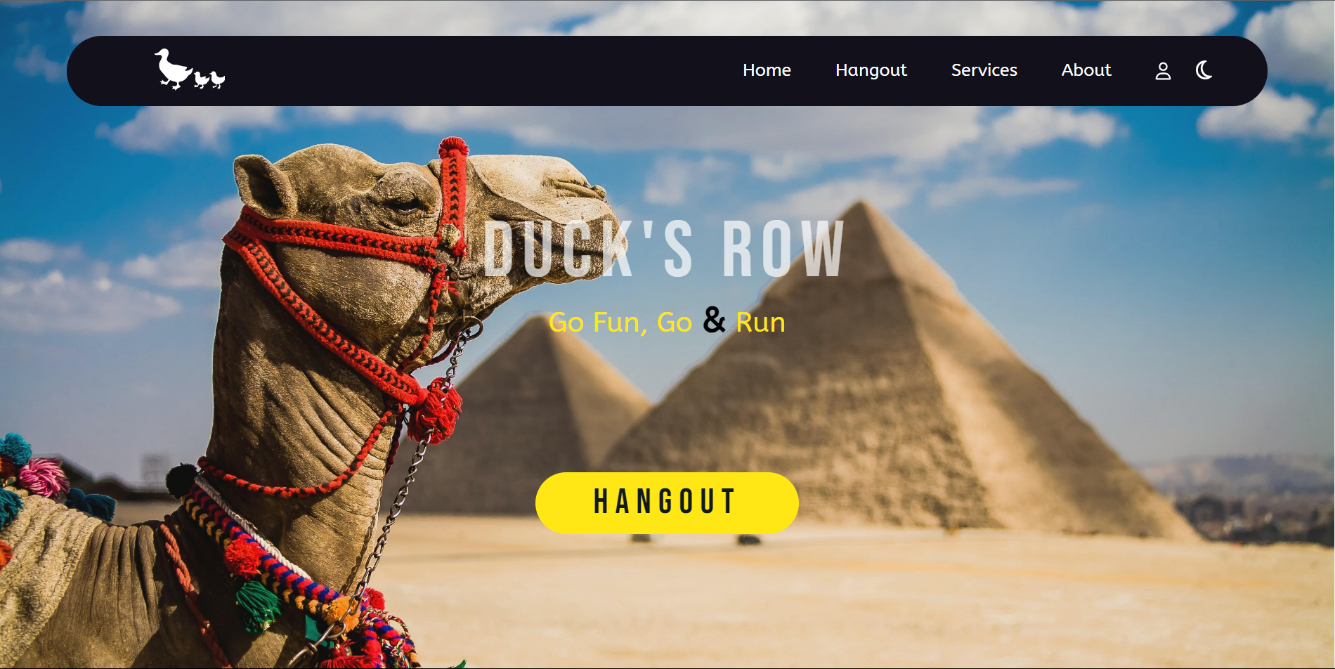 Home Hangout Services About
DUCK'S ROW
Go Fun, Go & Run
HANGOUT